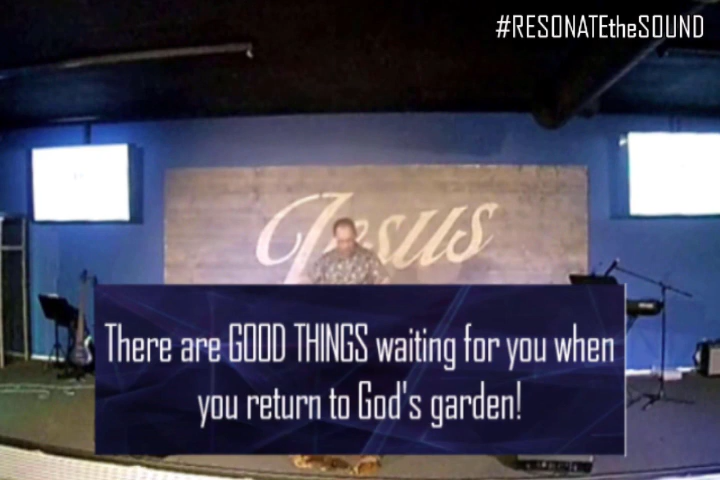 #RESONATEtheSOUND
Jesus
There are GOOD THINGS waiting for you when
you return to God's garden!